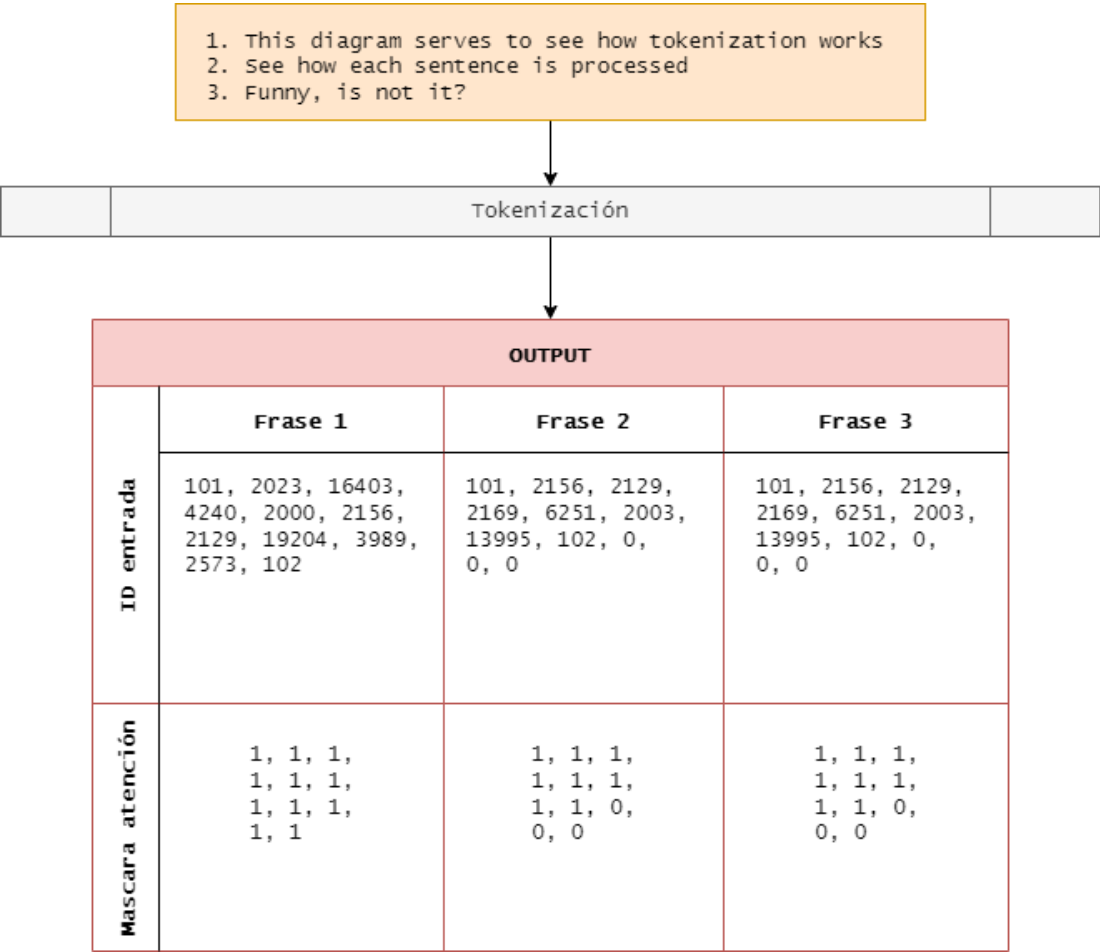 1. This diagram serves to see how tokenization works
2. See how each sentence is processed
3. Funny, is not it?
Tokenización
OUTPUT
Frase 1
Frase 2
Frase 3
ID entrada
101, 2023, 16403,
4240, 2000, 2156,
2129, 19204, 3989,
2573, 102
101, 2156, 2129,
2169, 6251, 2003,
13995, 102, 0,
0, 0
101, 2156, 2129,
2169, 6251, 2003,
13995, 102, 0,
0, 0
Mascara atención
1, 1, 1,
1, 1, 1,
1, 1, 1,
1, 1
1, 1, 1,
1, 1, 1,
1, 1, 0,
0, 0
1, 1, 1,
1, 1, 1,
1, 1, 0,
0, 0